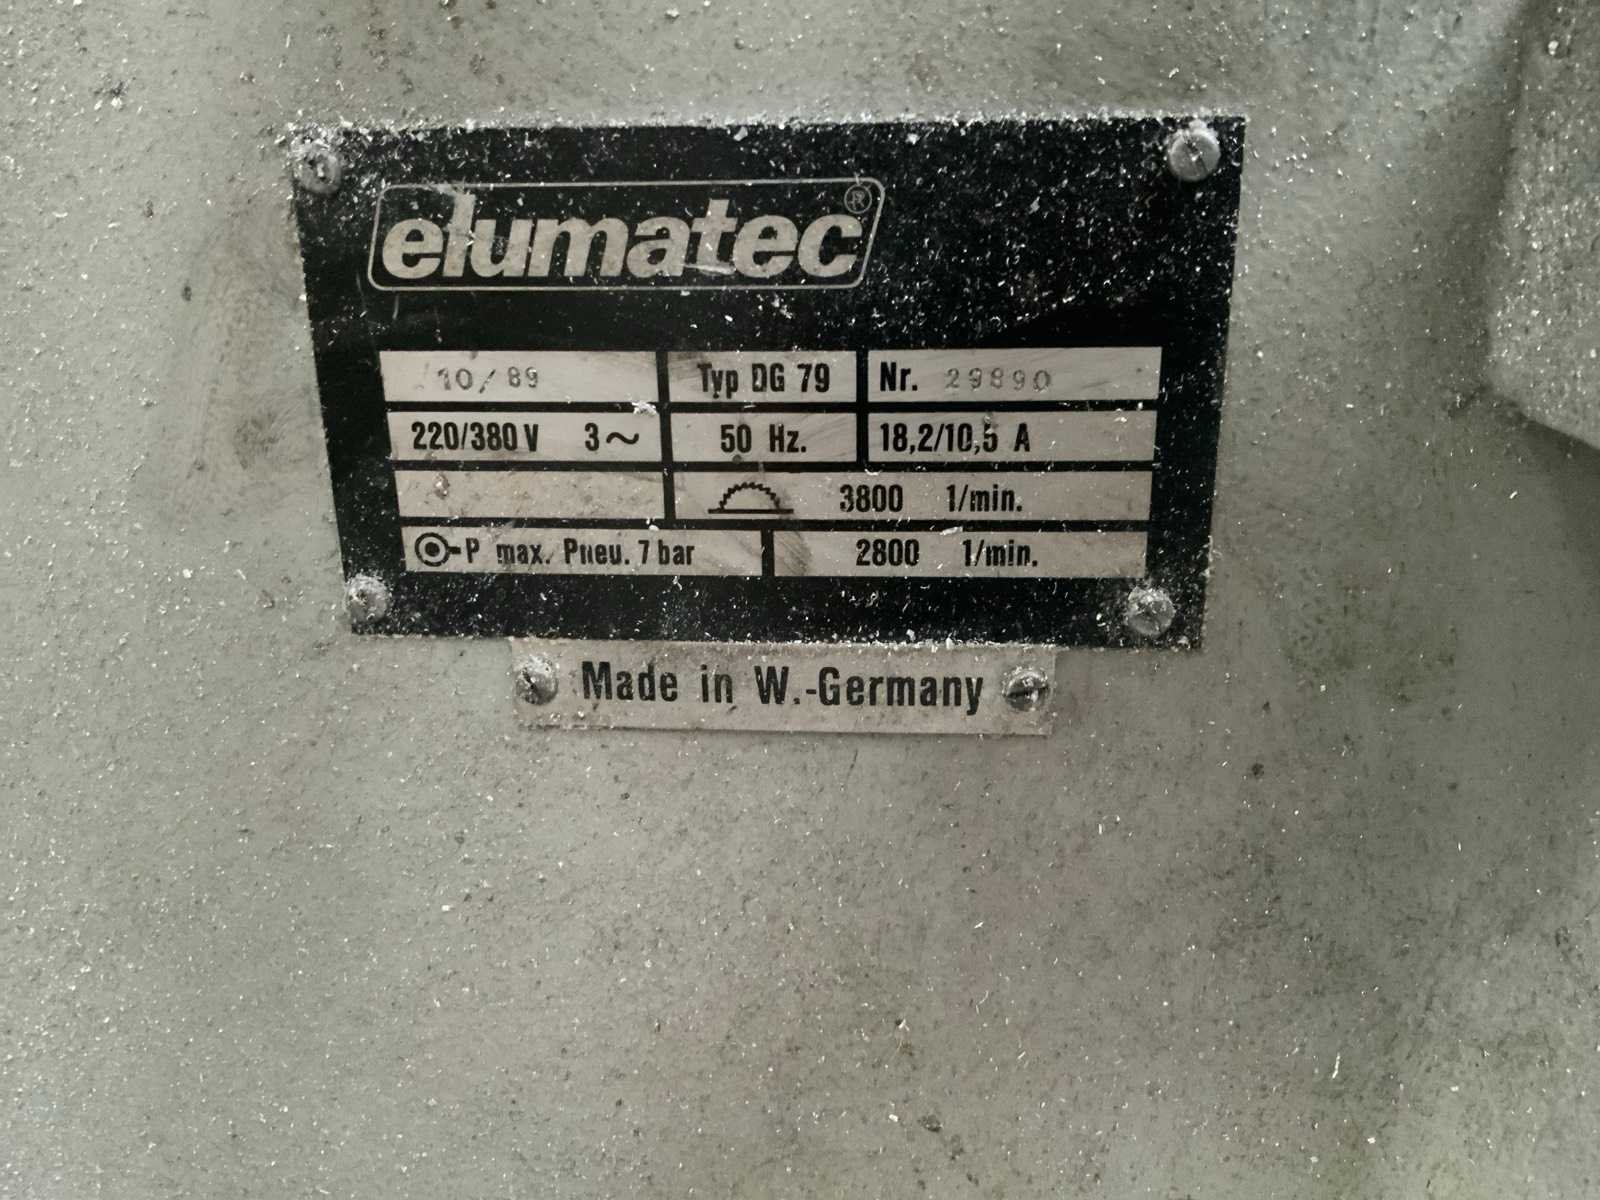 elumatec®
10/89 Typ DG 79 Nr. 29890
220/380 V 3~ 50 Hz. 18,2/10,5 A
3800 1/min.
P max. Pneu. 7 bar 2800 1/min.
Made in W.-Germany